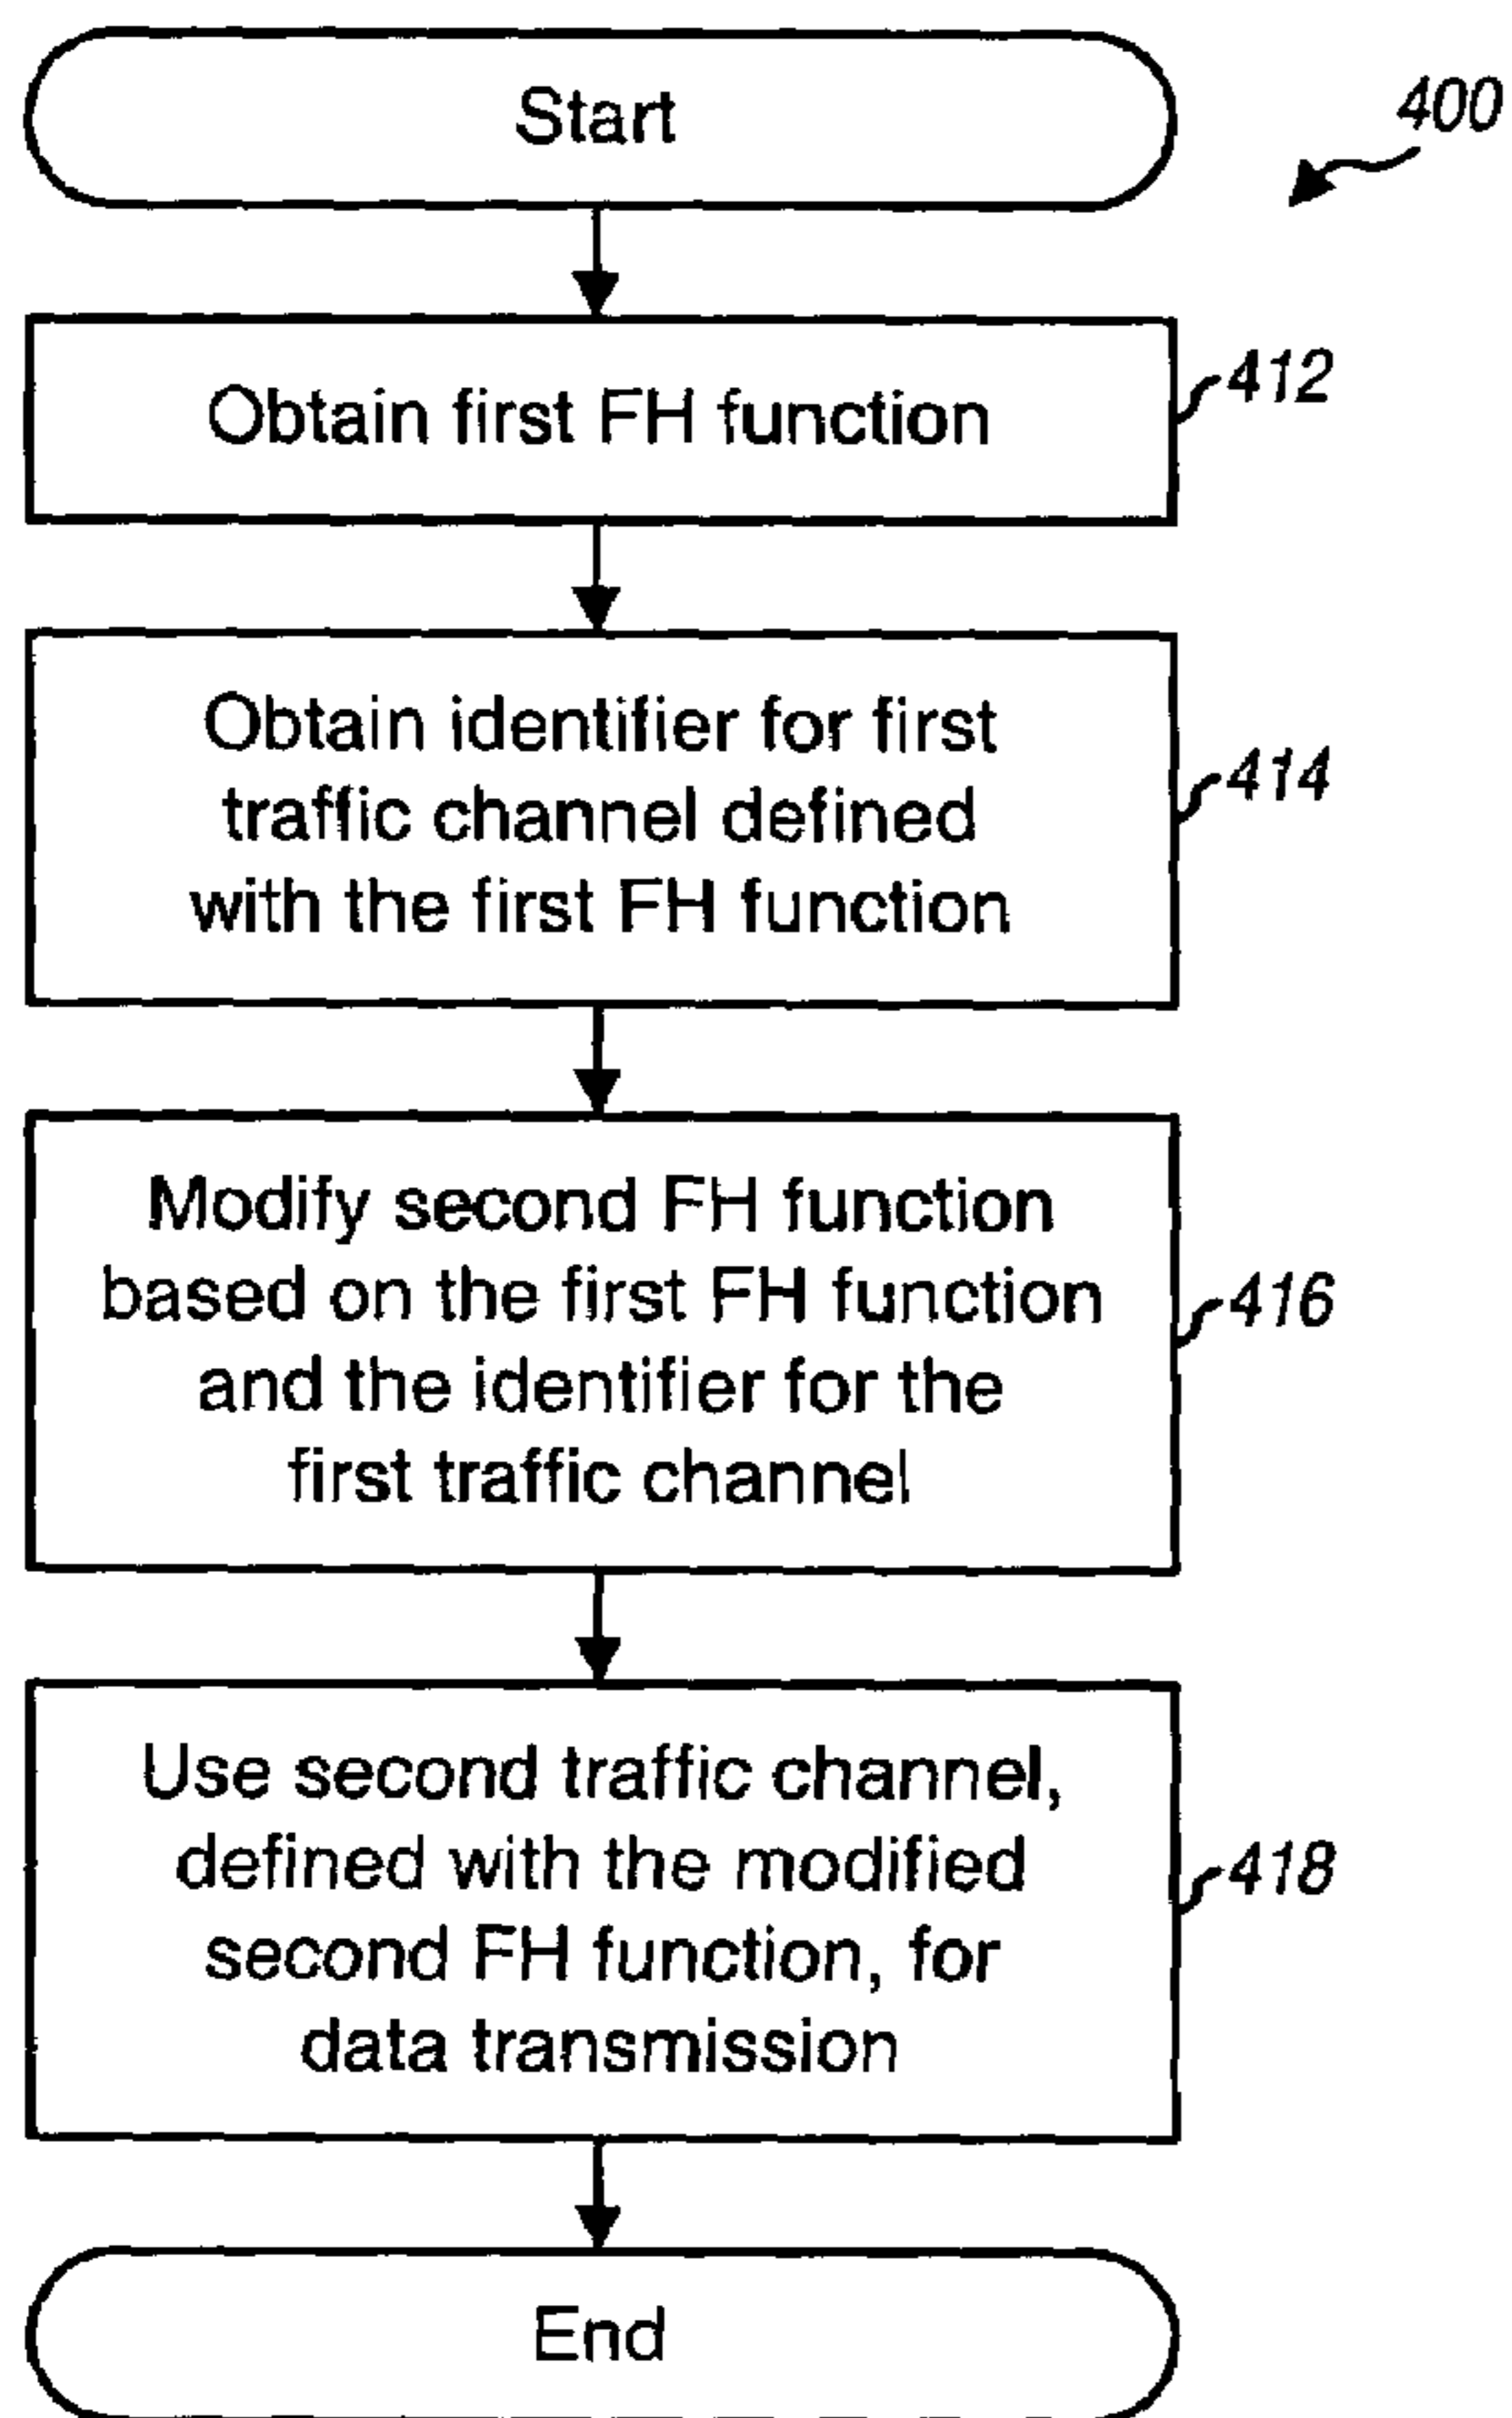 Start
400
Obtain first FH function
412
Obtain identifier for first
traffic channel defined
with the first FH function
414
Modify second FH function
based on the first FH function
and the identifier for the
first traffic channel
416
Use second traffic channel,
defined with the modified
second FH function, for
data transmission
418
End